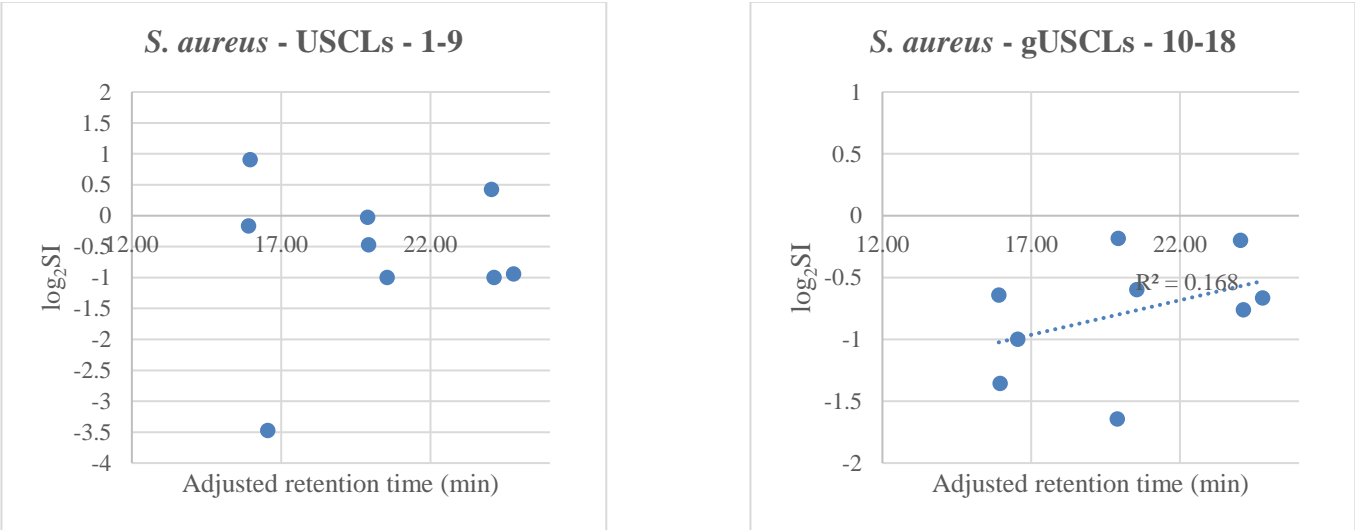 S. aureus - USCLs - 1-9
2
1.5
1
0.5
0
-0.5
-1
-1.5
-2
-2.5
-3
-3.5
-4
12.00 17.00 22.00
log₂SI
Adjusted retention time (min)
S. aureus - gUSCLs - 10-18
1
0.5
0
-0.5
-1
-1.5
-2
12.00 17.00 22.00
R² = 0.168
log₂SI
Adjusted retention time (min)